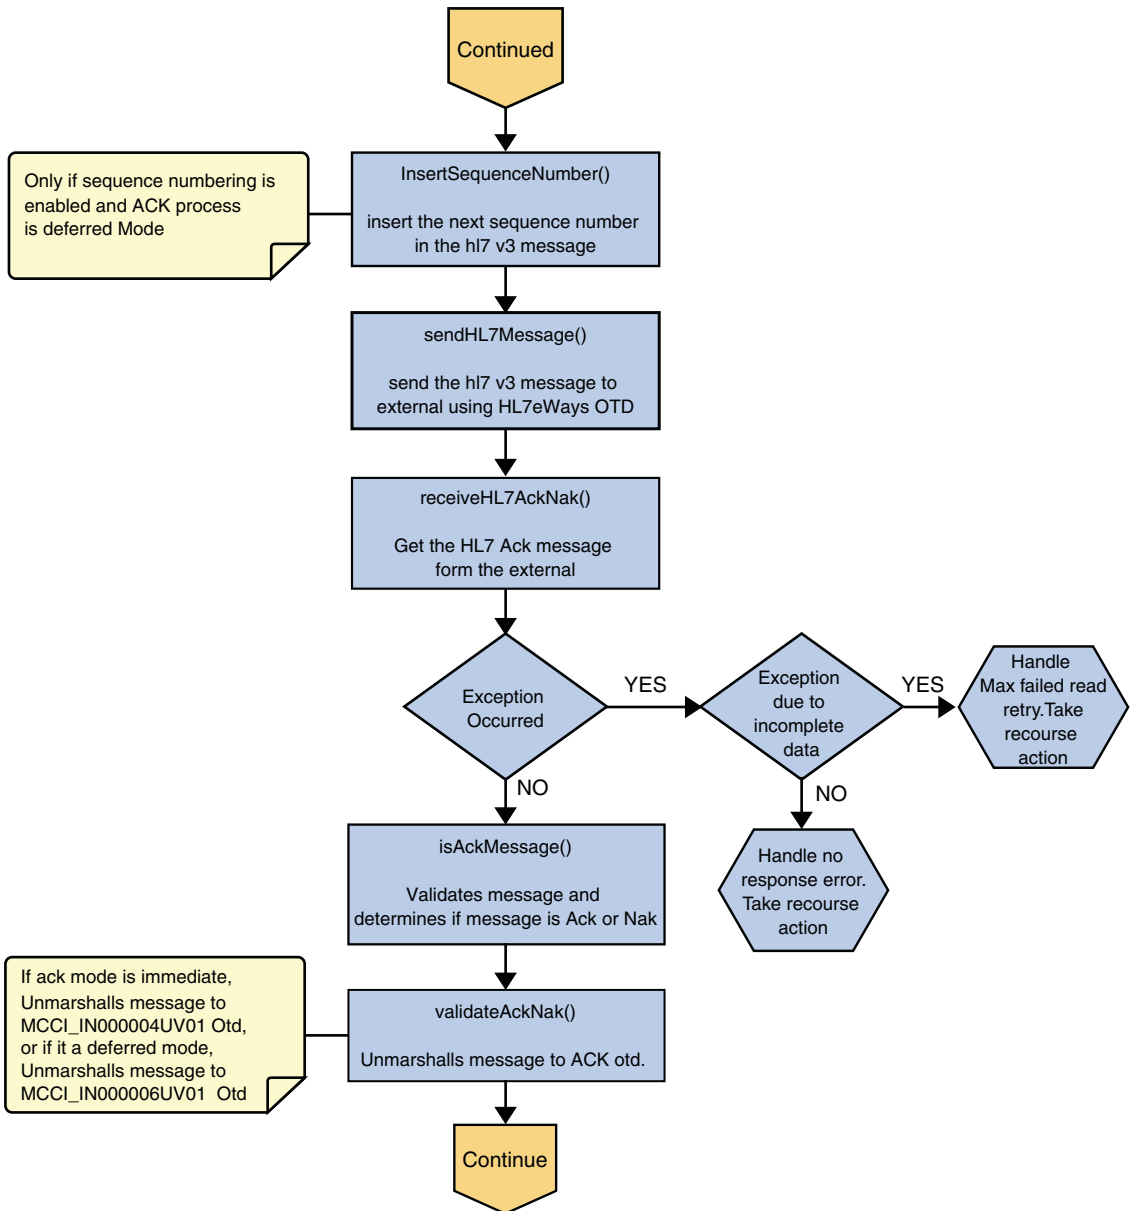 Continued
Only if sequence numbering is
enabled and ACK process
is deferred Mode
InsertSequenceNumber()
insert the next sequence number
in the hl7 v3 message
sendHL7Message()
send the hl7 v3 message to
external using HL7eWays OTD
receiveHL7AckNak()
Get the HL7 Ack message
form the external
Exception
Occurred
YES
Exception
due to
incomplete
data
YES
Handle
Max failed read
retry.Take
recourse
action
NO
NO
Handle no
response error.
Take recourse
action
isAckMessage()
Validates message and
determines if message is Ack or Nak
If ack mode is immediate,
Unmarshalls message to
MCCI_IN000004UV01 Otd,
or if it a deferred mode,
Unmarshalls message to
MCCI_IN000006UV01 Otd
validateAckNak()
Unmarshalls message to ACK otd.
Continue